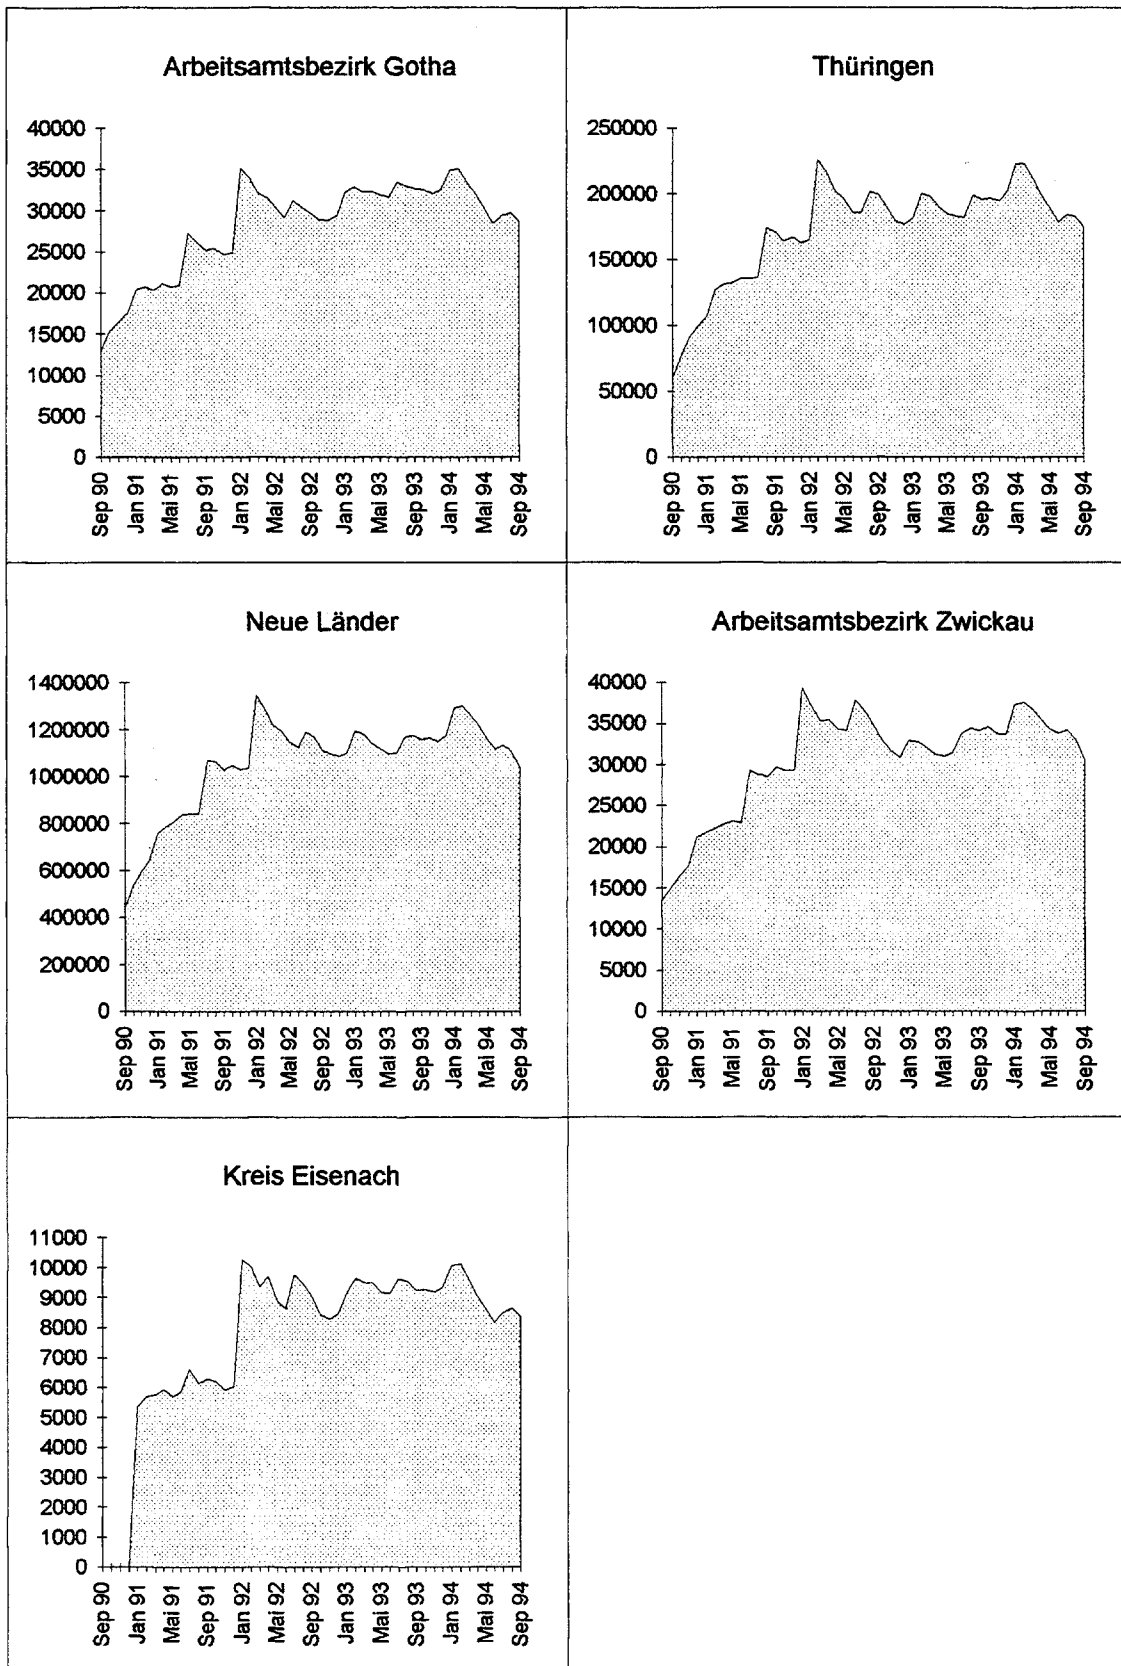 Arbeitsamtsbezirk Gotha
40000
35000
30000
25000
20000
15000
10000
5000
0
Sep 90
Jan 91
Mai 91
Sep 91
Jan 92
Mai 92
Sep 92
Jan 93
Mai 93
Sep 93
Jan 94
Mai 94
Sep 94
Thüringen
250000
200000
150000
100000
50000
0
Sep 90
Jan 91
Mai 91
Sep 91
Jan 92
Mai 92
Sep 92
Jan 93
Mai 93
Sep 93
Jan 94
Mai 94
Sep 94
Neue Länder
1400000
1200000
1000000
800000
600000
400000
200000
0
Sep 90
Jan 91
Mai 91
Sep 91
Jan 92
Mai 92
Sep 92
Jan 93
Mai 93
Sep 93
Jan 94
Mai 94
Sep 94
Arbeitsamtsbezirk Zwickau
40000
35000
30000
25000
20000
15000
10000
5000
0
Sep 90
Jan 91
Mai 91
Sep 91
Jan 92
Mai 92
Sep 92
Jan 93
Mai 93
Sep 93
Jan 94
Mai 94
Sep 94
Kreis Eisenach
11000
10000
9000
8000
7000
6000
5000
4000
3000
2000
1000
0
Sep 90
Jan 91
Mai 91
Sep 91
Jan 92
Mai 92
Sep 92
Jan 93
Mai 93
Sep 93
Jan 94
Mai 94
Sep 94